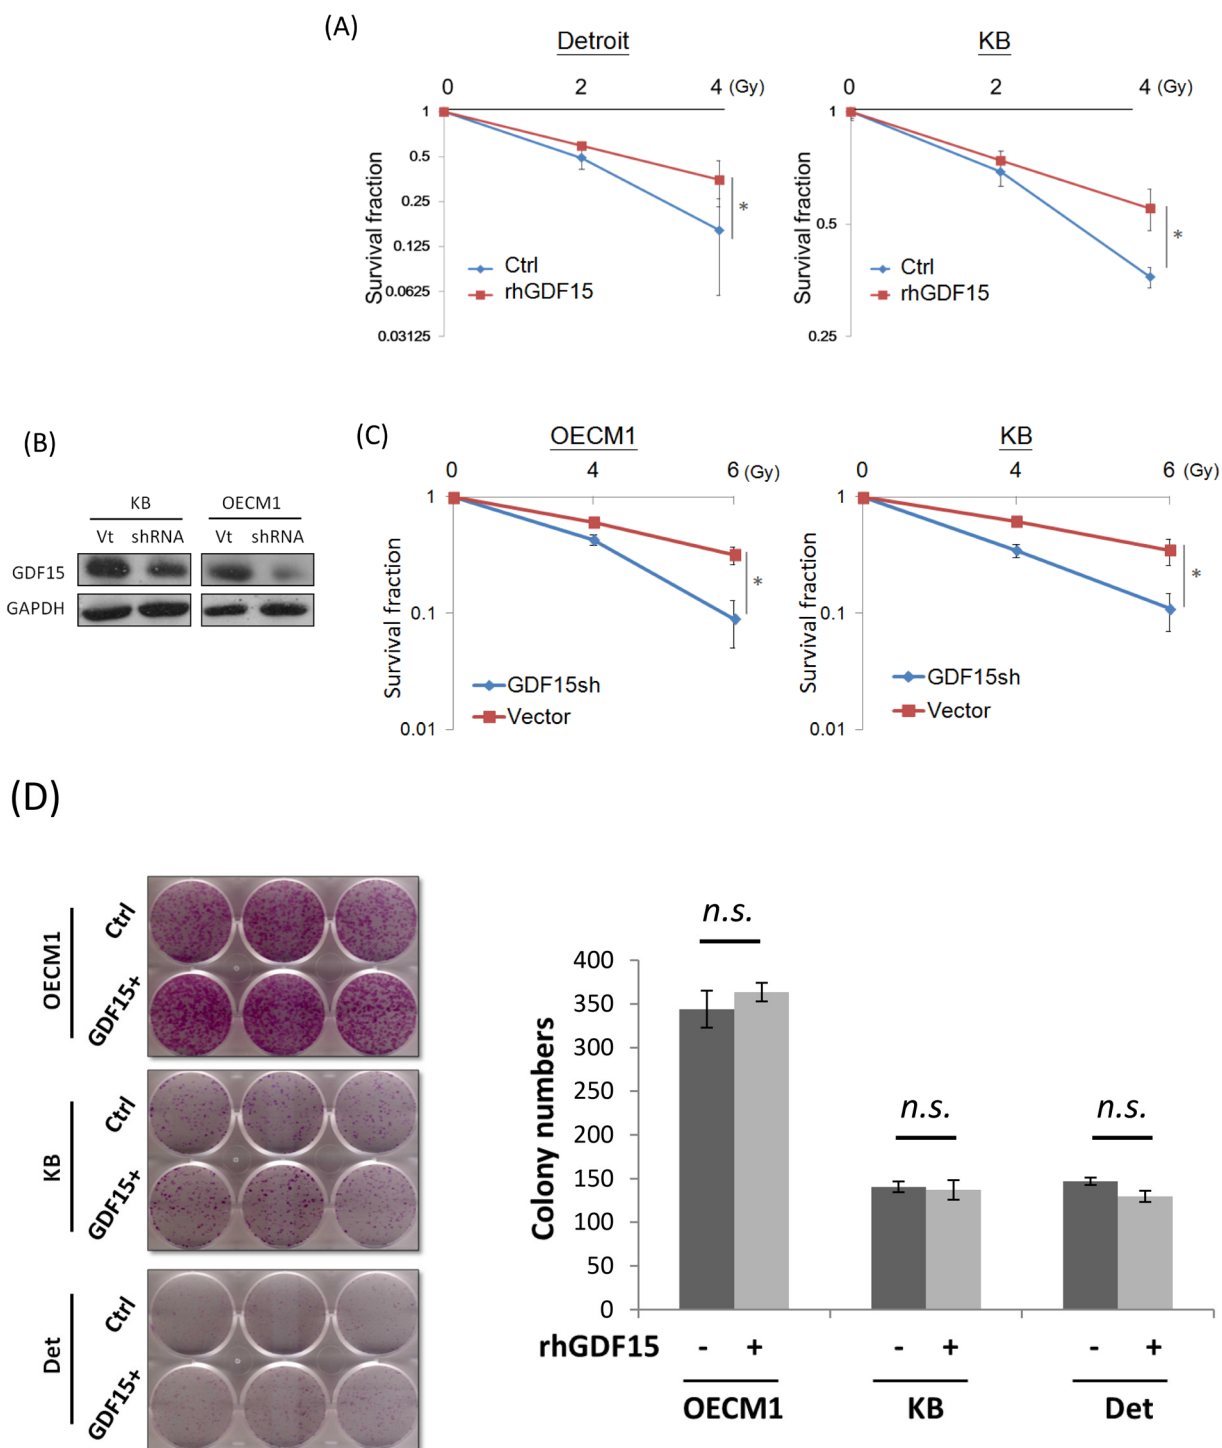 (A)
Detroit
0 2 4 (Gy)
1
0.5
0.25
0.125
0.0625
0.03125
Survival fraction
Ctrl
rhGDF15
*
KB
0 2 4 (Gy)
1
0.5
0.25
Survival fraction
Ctrl
rhGDF15
*
(B)
KB OECM1
Vt shRNA Vt shRNA
GDF15
GAPDH
(C)
OECM1
0 4 6 (Gy)
1
0.1
0.01
Survival fraction
GDF15sh
Vector
*
KB
0 4 6 (Gy)
1
0.1
0.01
Survival fraction
GDF15sh
Vector
*
(D)
OECM1
Ctrl
GDF15+
KB
Ctrl
GDF15+
Det
Ctrl
GDF15+
Colony numbers
400
350
300
250
200
150
100
50
0
n.s.
n.s.
n.s.
rhGDF15 - + - + - +
OECM1 KB Det